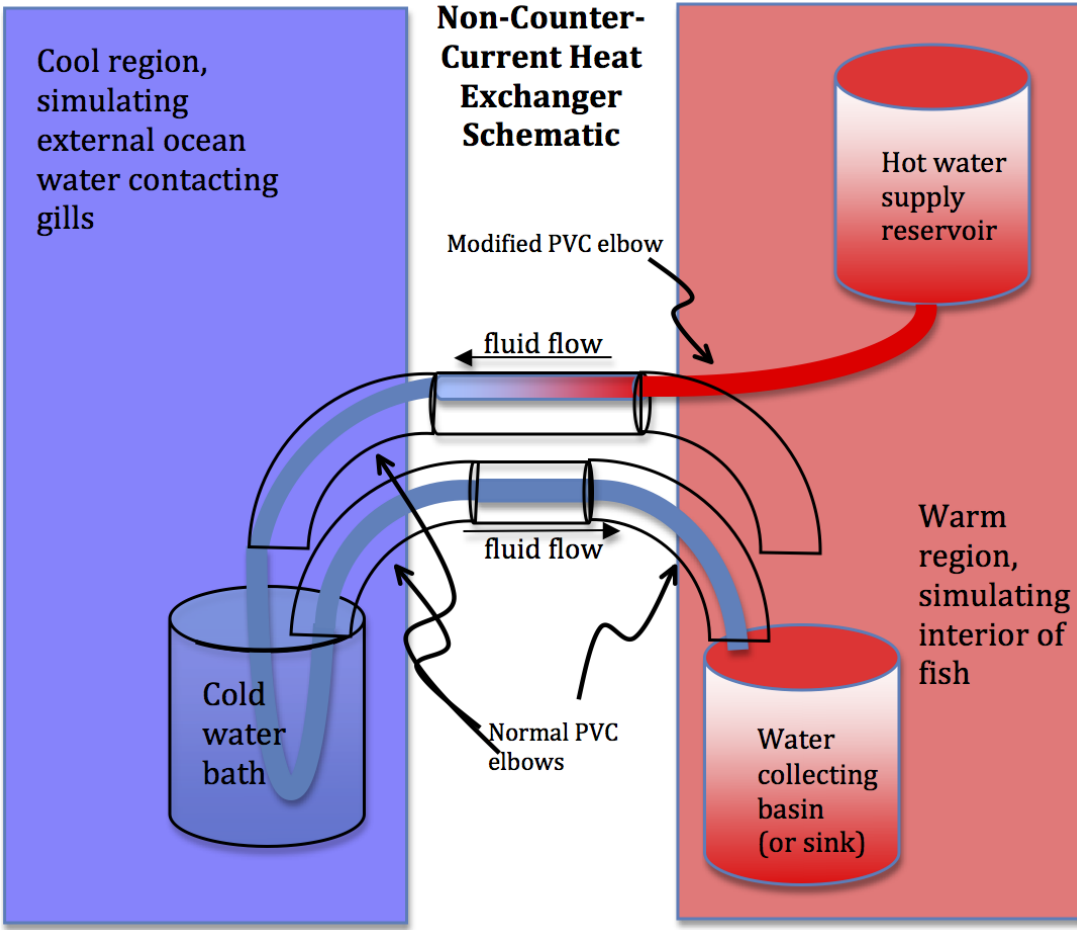 Non-Counter-
Current Heat
Exchanger
Schematic
Cool region,
simulating
external ocean
water contacting
gills
Hot water
supply
reservoir
Modified PVC elbow
fluid flow
fluid flow
Warm
region,
simulating
interior of
fish
Cold
water
bath
Normal PVC
elbows
Water
collecting
basin
(or sink)